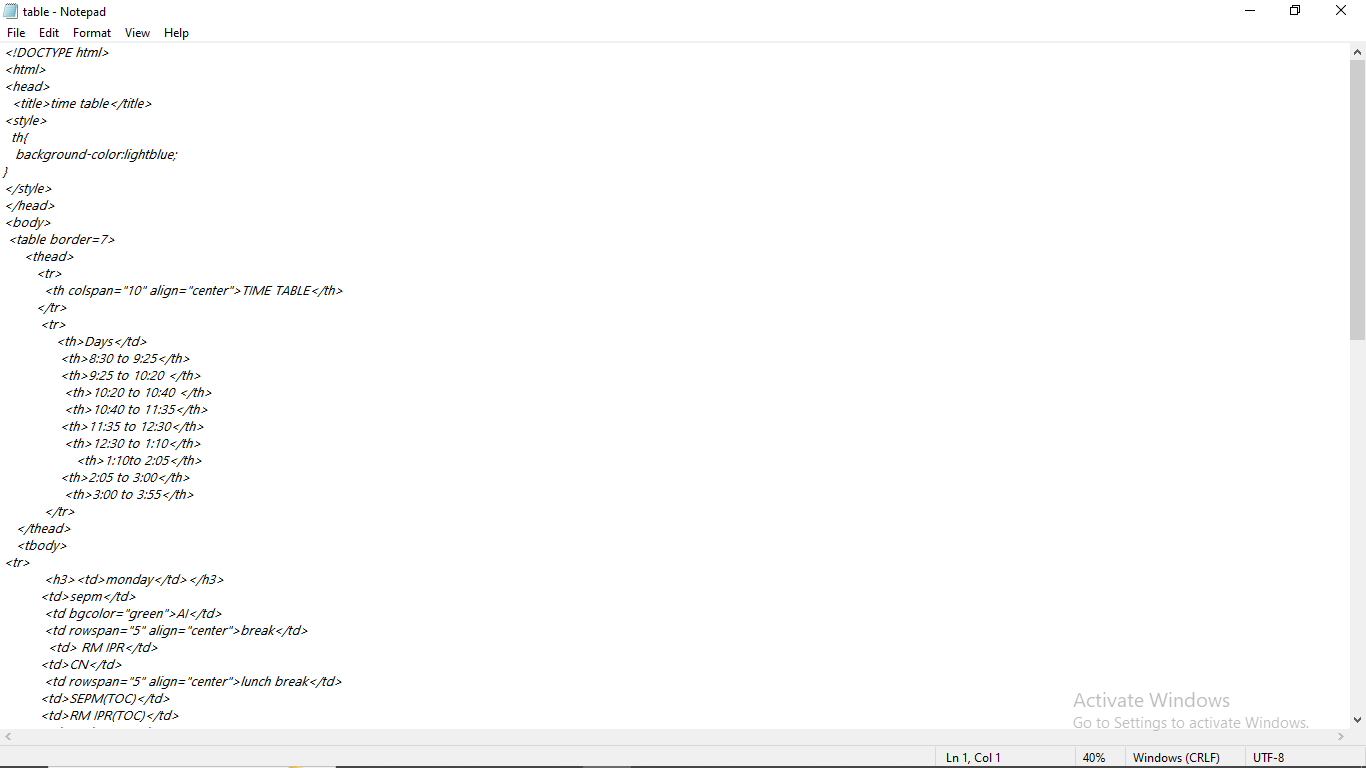 table - Notepad
File Edit Format View Help
<!DOCTYPE html>
<html>
<head>
<title>time table</title>
<style>
th{
background-color:lightblue;
}
</style>
</head>
<body>
<table border=7>
<thead>
<tr>
<th colspan="10" align="center">TIME TABLE</th>
</tr>
<tr>
<th>Days</td>
<th>8:30 to 9:25</th>
<th>9:25 to 10:20 </th>
<th>10:20 to 10:40 </th>
<th>10:40 to 11:35</th>
<th>11:35 to 12:30</th>
<th>12:30 to 1:10</th>
<th>1:10to 2:05</th>
<th>2:05 to 3:00</th>
<th>3:00 to 3:55</th>
</tr>
</thead>
<tbody>
<tr>
<h3><td>monday</td></h3>
<td>sepm</td>
<td bgcolor="green">AI</td>
<td rowspan="5" align="center">break</td>
<td> RM IPR</td>
<td>CN</td>
<td rowspan="5" align="center">lunch break</td>
<td>SEPM(TOC)</td>
<td>RM IPR(TOC)</td>
Activate Windows
Go to Settings to activate Windows.
Ln 1, Col 1 40% Windows (CRLF) UTF-8